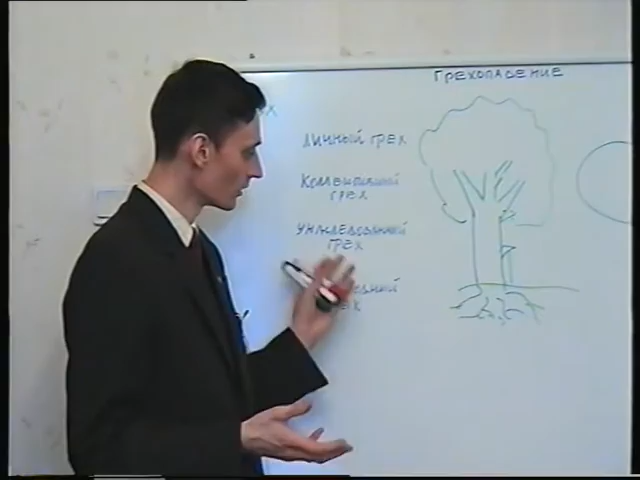 ГРЕХОПАДЕНИЕ
Х
ЛИЧНЫЙ ГРЕХ
КОЛЛЕКТИВНЫЙ
ГРЕХ
УНАСЛЕДОВАННЫЙ
ГРЕХ